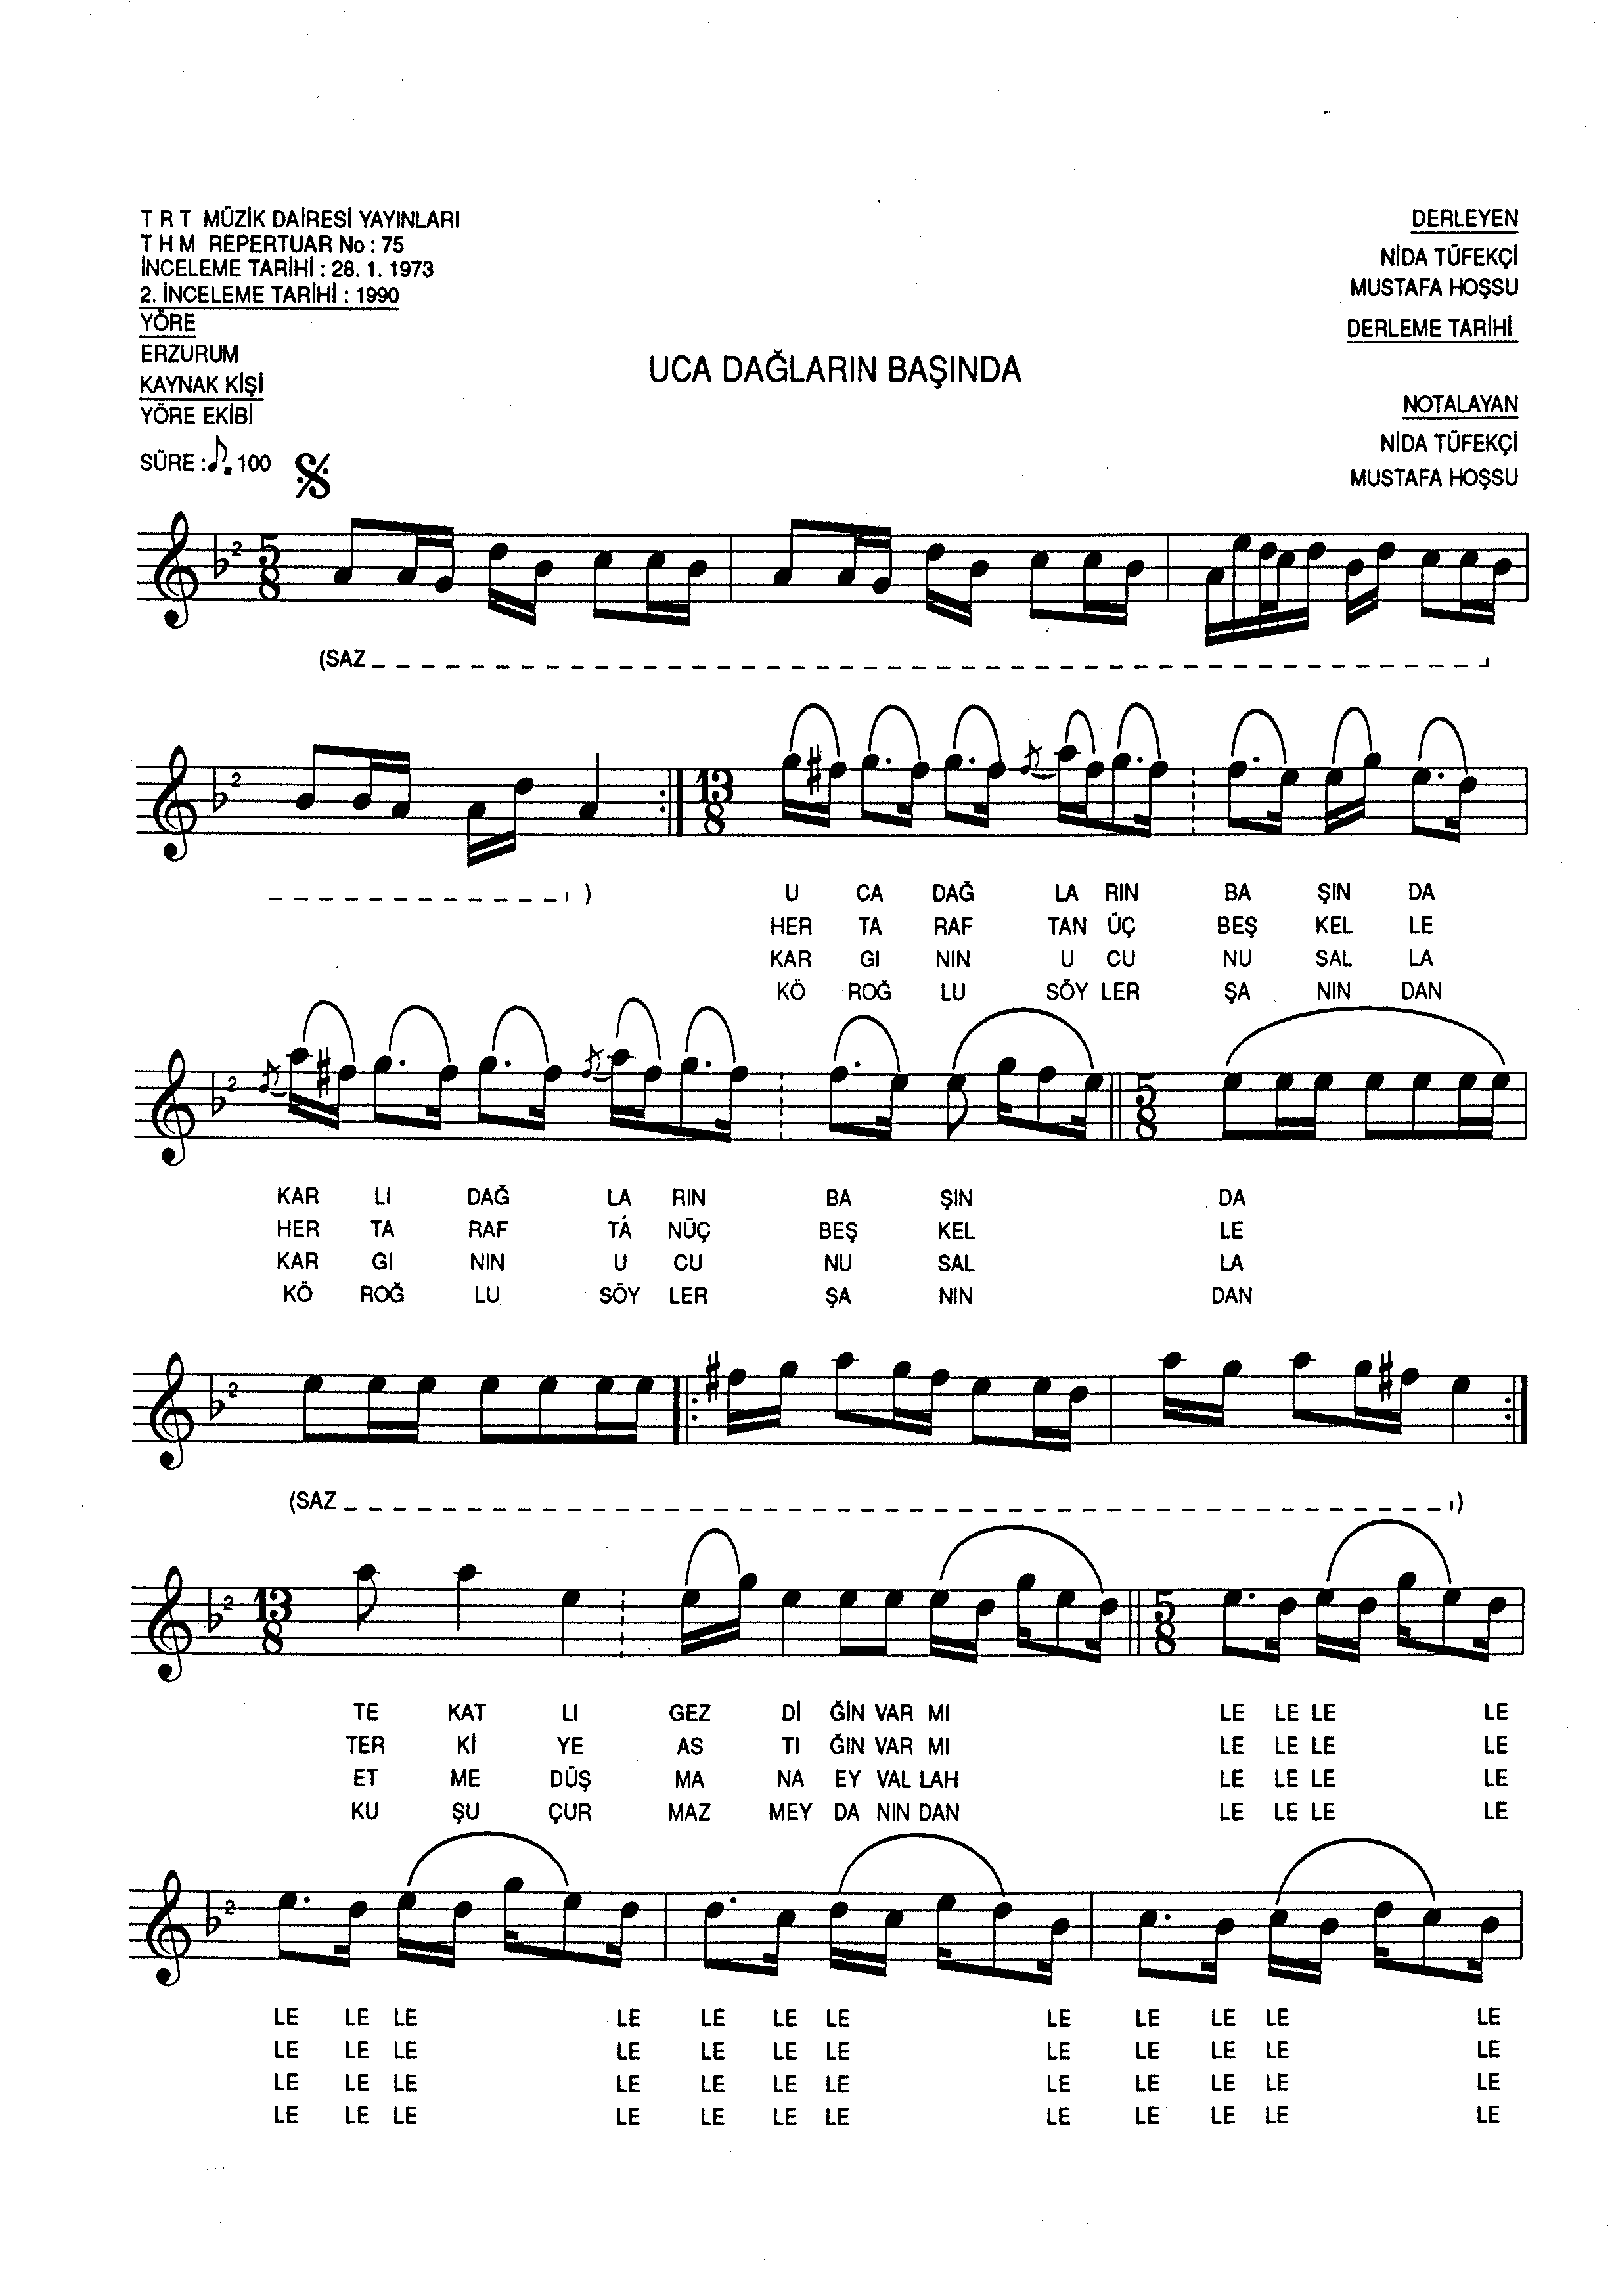 T R T MÜZİK DAİRESİ YAYINLARI
T H M REPERTUAR No : 75
İNCELEME TARİHİ : 28. 1. 1973
2. İNCELEME TARİHİ : 1990
YÖRE
ERZURUM
KAYNAK KİŞİ
YÖRE EKİBİ
SÜRE : 100
UCA DAĞLARIN BAŞINDA
DERLEYEN
NİDA TÜFEKÇİ
MUSTAFA HOŞSU
DERLEME TARİHİ
NOTALAYAN
NİDA TÜFEKÇİ
MUSTAFA HOŞSU
2 5 8
(SAZ
2 13 8
)
U CA DAĞ LA RIN BA ŞIN DA
HER TA RAF TAN ÜÇ BEŞ KEL LE
KAR GI NIN U CU NU SAL LA
KÖ ROĞ LU SÖY LER ŞA NIN DAN
2 5 8
KAR LI DAĞ LA RIN BA ŞIN DA
HER TA RAF TÁ NÜÇ BEŞ KEL LE
KAR GI NIN U CU NU SAL LA
KÖ ROĞ LU SÖY LER ŞA NIN DAN
2
(SAZ )
2 13 8 5 8
TE KAT LI GEZ Dİ ĞİN VAR MI LE LE LE LE
TER Kİ YE AS TI ĞIN VAR MI LE LE LE LE
ET ME DÜŞ MA NA EY VAL LAH LE LE LE LE
KU ŞU ÇUR MAZ MEY DA NIN DAN LE LE LE LE
2
LE LE LE LE LE LE LE LE LE LE LE LE
LE LE LE LE LE LE LE LE LE LE LE LE
LE LE LE LE LE LE LE LE LE LE LE LE
LE LE LE LE LE LE LE LE LE LE LE LE